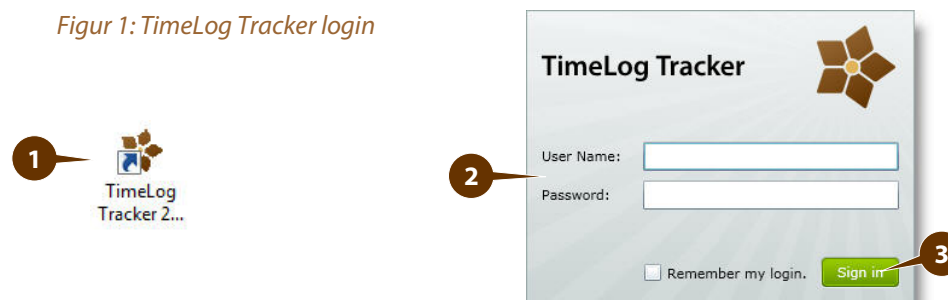 Figur 1: TimeLog Tracker login
TimeLog Tracker
1
TimeLog
Tracker 2...
2
User Name:
Password:
Remember my login.
Sign in
3